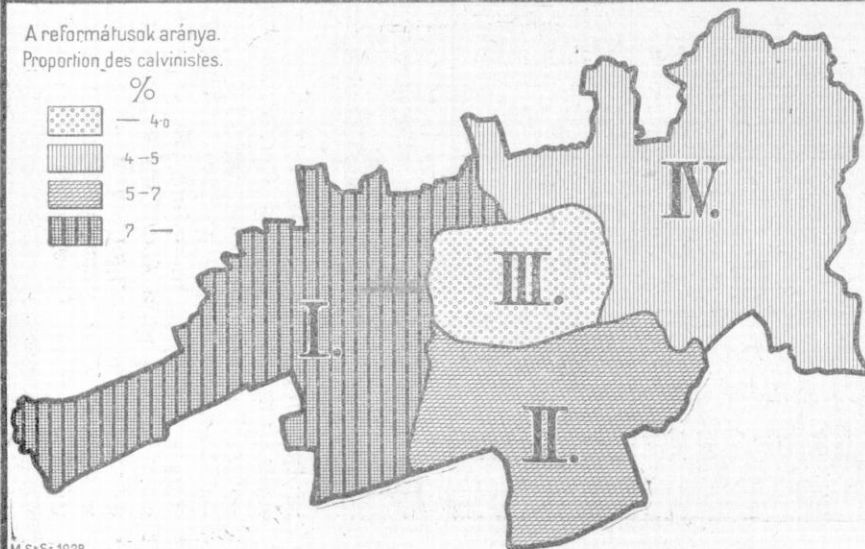 A reformátusok aránya.
Proportion des calvinistes.
%
— 4·0
4 — 5
5 — 7
7 —
I.
II.
III.
IV.